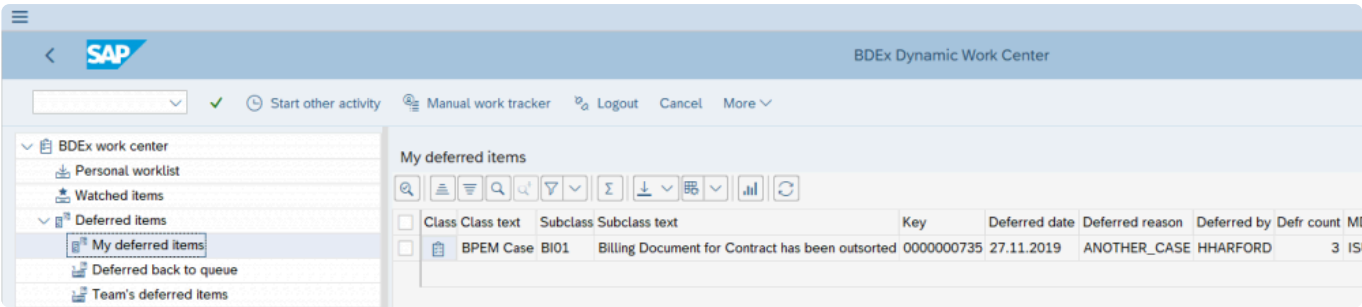 SAP
BDEx Dynamic Work Center
Start other activity Manual work tracker Logout Cancel More
BDEx work center
Personal worklist
Watched items
Deferred items
My deferred items
Deferred back to queue
Team's deferred items
My deferred items
Class Class text Subclass Subclass text Key Deferred date Deferred reason Deferred by Defr count
BPEM Case BI01 Billing Document for Contract has been outsorted 0000000735 27.11.2019 ANOTHER_CASE HHARFORD 3